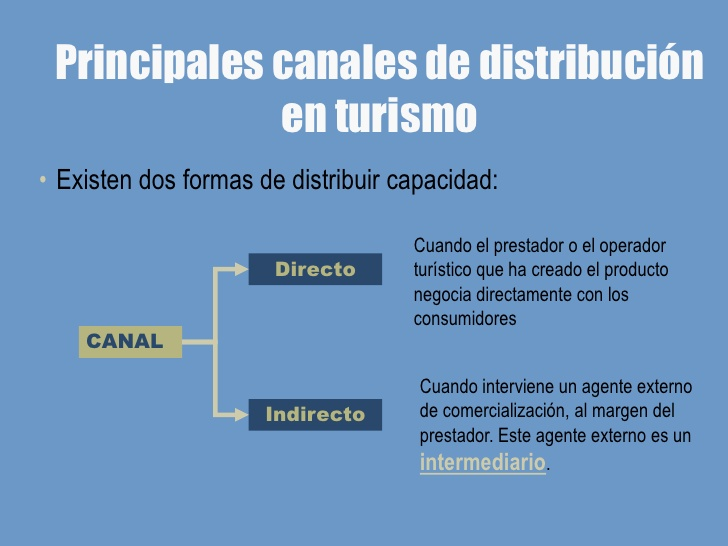 Principales canales de distribución
en turismo
• Existen dos formas de distribuir capacidad:
Directo
Cuando el prestador o el operador
turístico que ha creado el producto
negocia directamente con los
consumidores
CANAL
Indirecto
Cuando interviene un agente externo
de comercialización, al margen del
prestador. Este agente externo es un
intermediario.